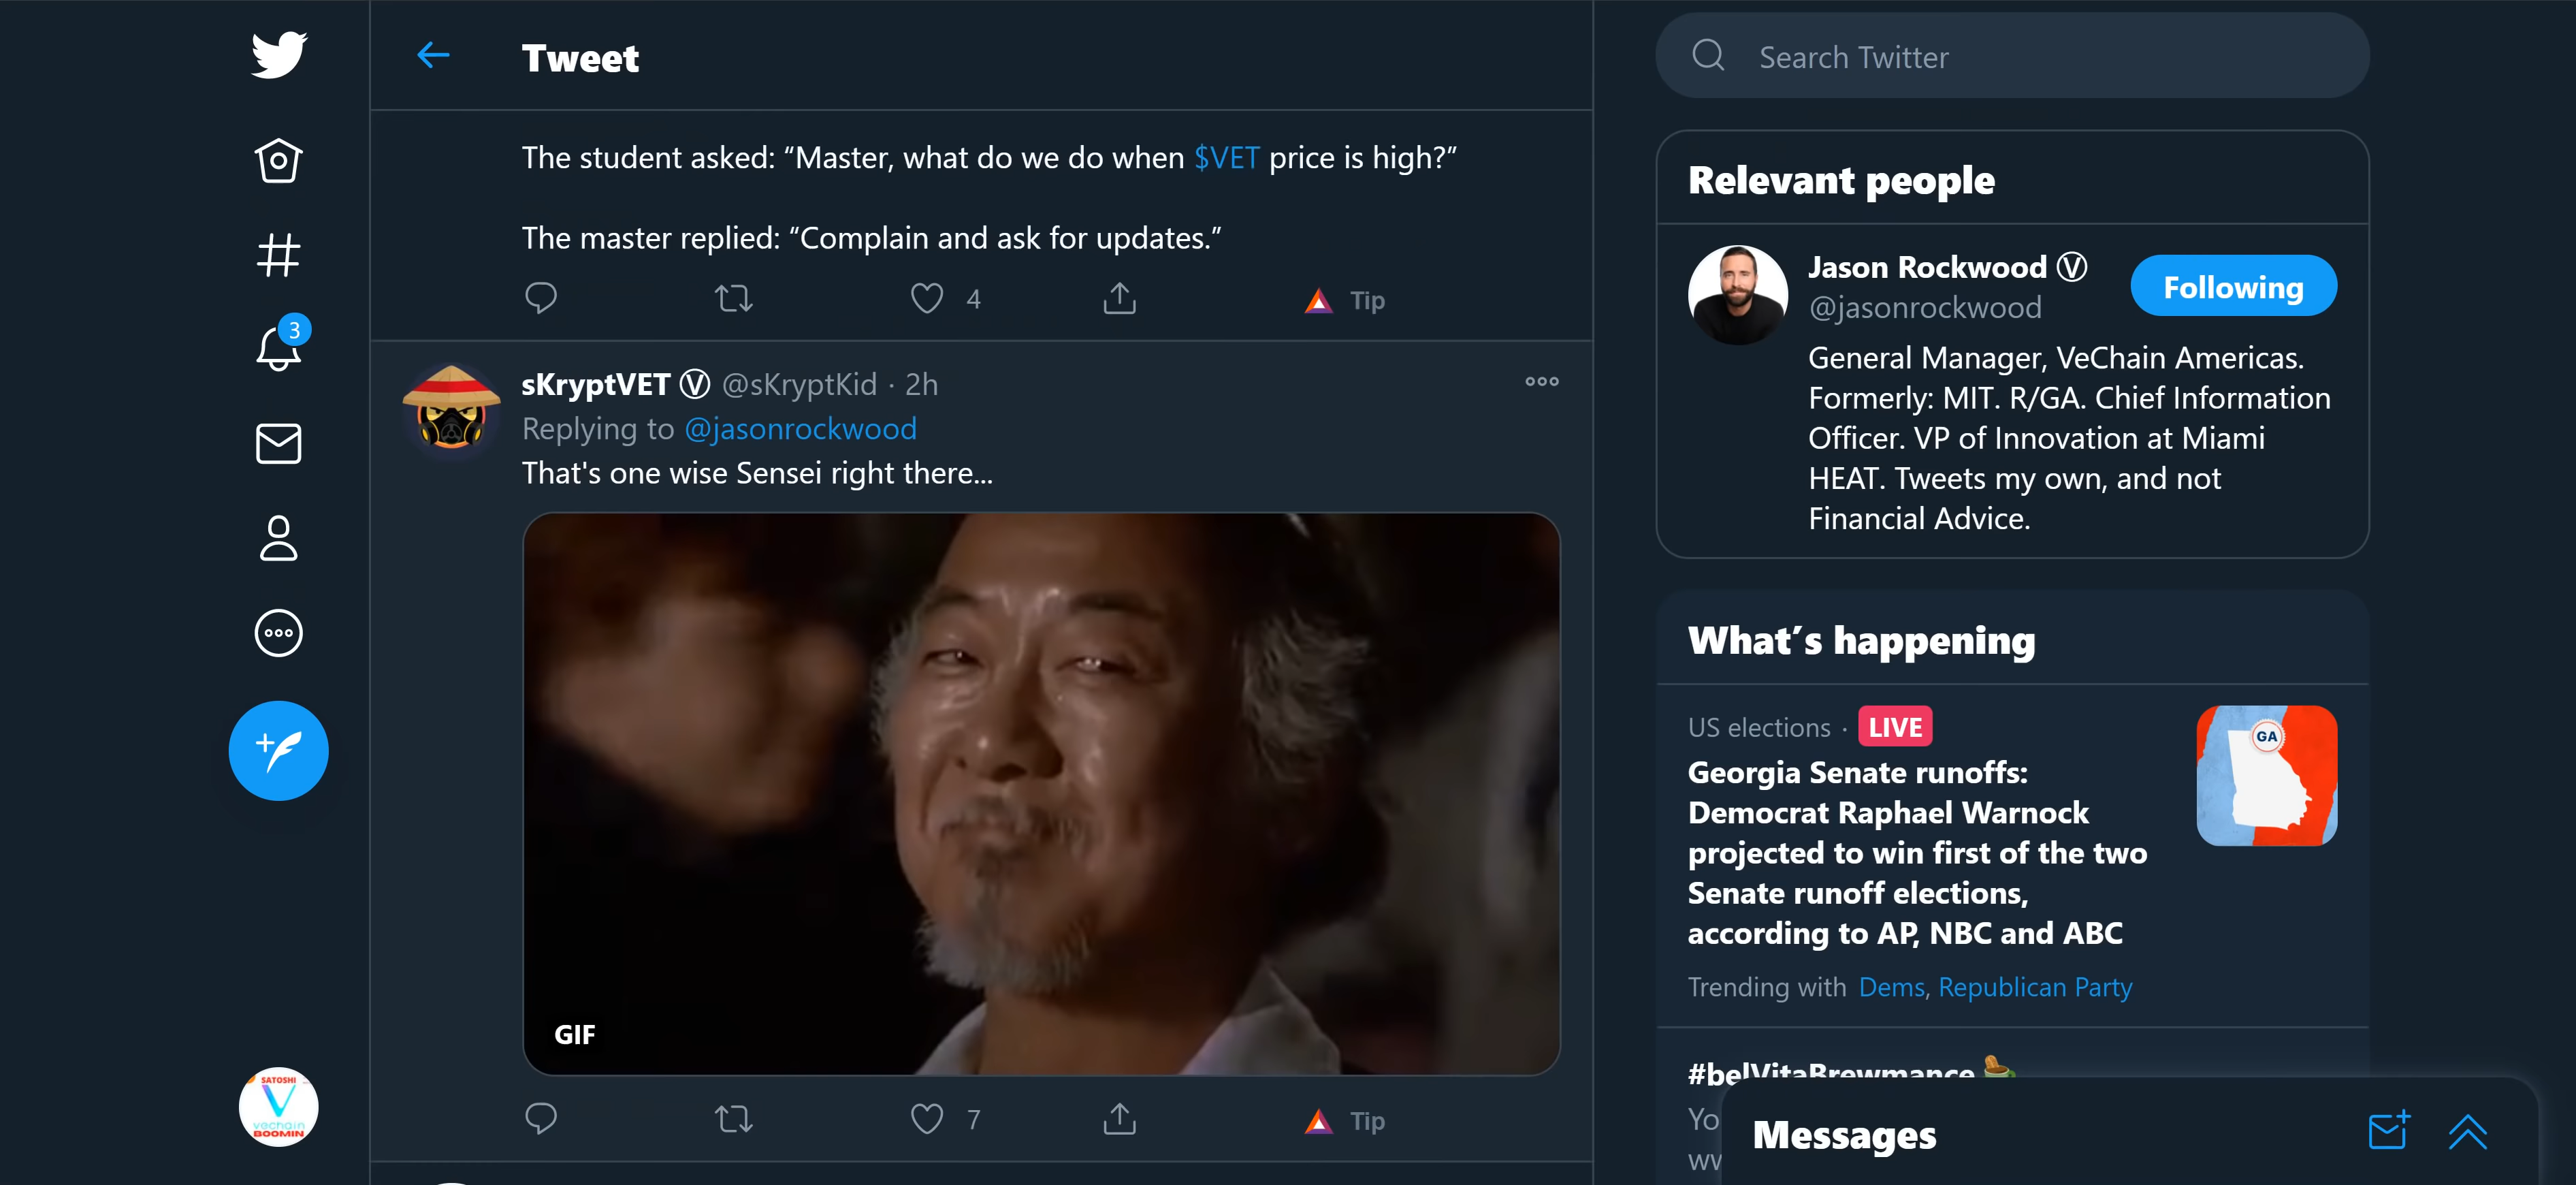 Tweet
The student asked: “Master, what do we do when $VET price is high?”
The master replied: “Complain and ask for updates.”
4
Tip
3
sKryptVET Ⓥ @sKryptKid · 2h
Replying to @jasonrockwood
That's one wise Sensei right there...
GIF
7
Tip
SATOSHI
V
vechain
BOOMIN
Search Twitter
Relevant people
Jason Rockwood Ⓥ
@jasonrockwood
Following
General Manager, VeChain Americas.
Formerly: MIT. R/GA. Chief Information
Officer. VP of Innovation at Miami
HEAT. Tweets my own, and not
Financial Advice.
What's happening
US elections · LIVE
GA
Georgia Senate runoffs:
Democrat Raphael Warnock
projected to win first of the two
Senate runoff elections,
according to AP, NBC and ABC
Trending with Dems, Republican Party
#belVitaBrewmance
Messages